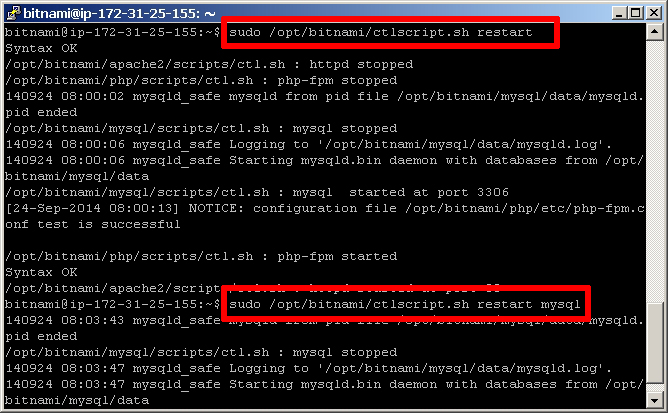 bitnami@ip-172-31-25-155: ~
bitnami@ip-172-31-25-155:~$ sudo /opt/bitnami/ctlscript.sh restart
Syntax OK
/opt/bitnami/apache2/scripts/ctl.sh : httpd stopped
/opt/bitnami/php/scripts/ctl.sh : php-fpm stopped
140924 08:00:02 mysqld_safe mysqld from pid file /opt/bitnami/mysql/data/mysqld.
pid ended
/opt/bitnami/mysql/scripts/ctl.sh : mysql stopped
140924 08:00:06 mysqld_safe Logging to '/opt/bitnami/mysql/data/mysqld.log'.
140924 08:00:06 mysqld_safe Starting mysqld.bin daemon with databases from /opt/
bitnami/mysql/data
/opt/bitnami/mysql/scripts/ctl.sh : mysql  started at port 3306
[24-Sep-2014 08:00:13] NOTICE: configuration file /opt/bitnami/php/etc/php-fpm.c
onf test is successful
/opt/bitnami/php/scripts/ctl.sh : php-fpm started
Syntax OK
/opt/bitnami/apache2/script
bitnami@ip-172-31-25-155:~$ sudo /opt/bitnami/ctlscript.sh restart mysql
140924 08:03:43 mysqld_safe mysqld from pid file /opt/bitnami/mysql/data/mysqld.
pid ended
/opt/bitnami/mysql/scripts/ctl.sh : mysql stopped
140924 08:03:47 mysqld_safe Logging to '/opt/bitnami/mysql/data/mysqld.log'.
140924 08:03:47 mysqld_safe Starting mysqld.bin daemon with databases from /opt/
bitnami/mysql/data